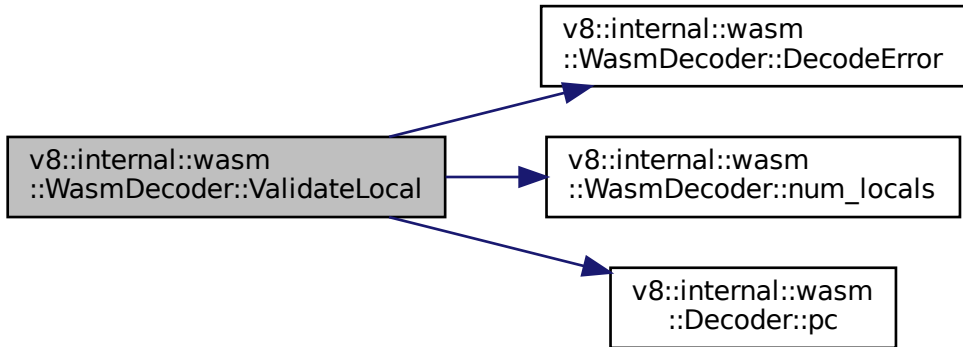 v8::internal::wasm
::WasmDecoder::ValidateLocal
v8::internal::wasm
::WasmDecoder::DecodeError
v8::internal::wasm
::WasmDecoder::num_locals
v8::internal::wasm
::Decoder::pc